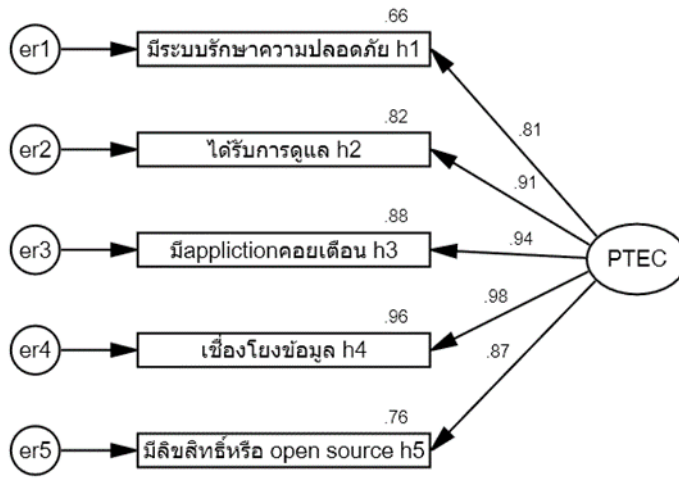 .66
er1 มีระบบรักษาความปลอดภัย h1
.81
.82
er2 ได้รับการดูแล h2
.91
.88
er3 มีapplictionคอยเตือน h3
.94
PTEC
.96
.98
er4 เชื่องโยงข้อมูล h4
.87
.76
er5 มีลิขสิทธิ์หรือ open source h5